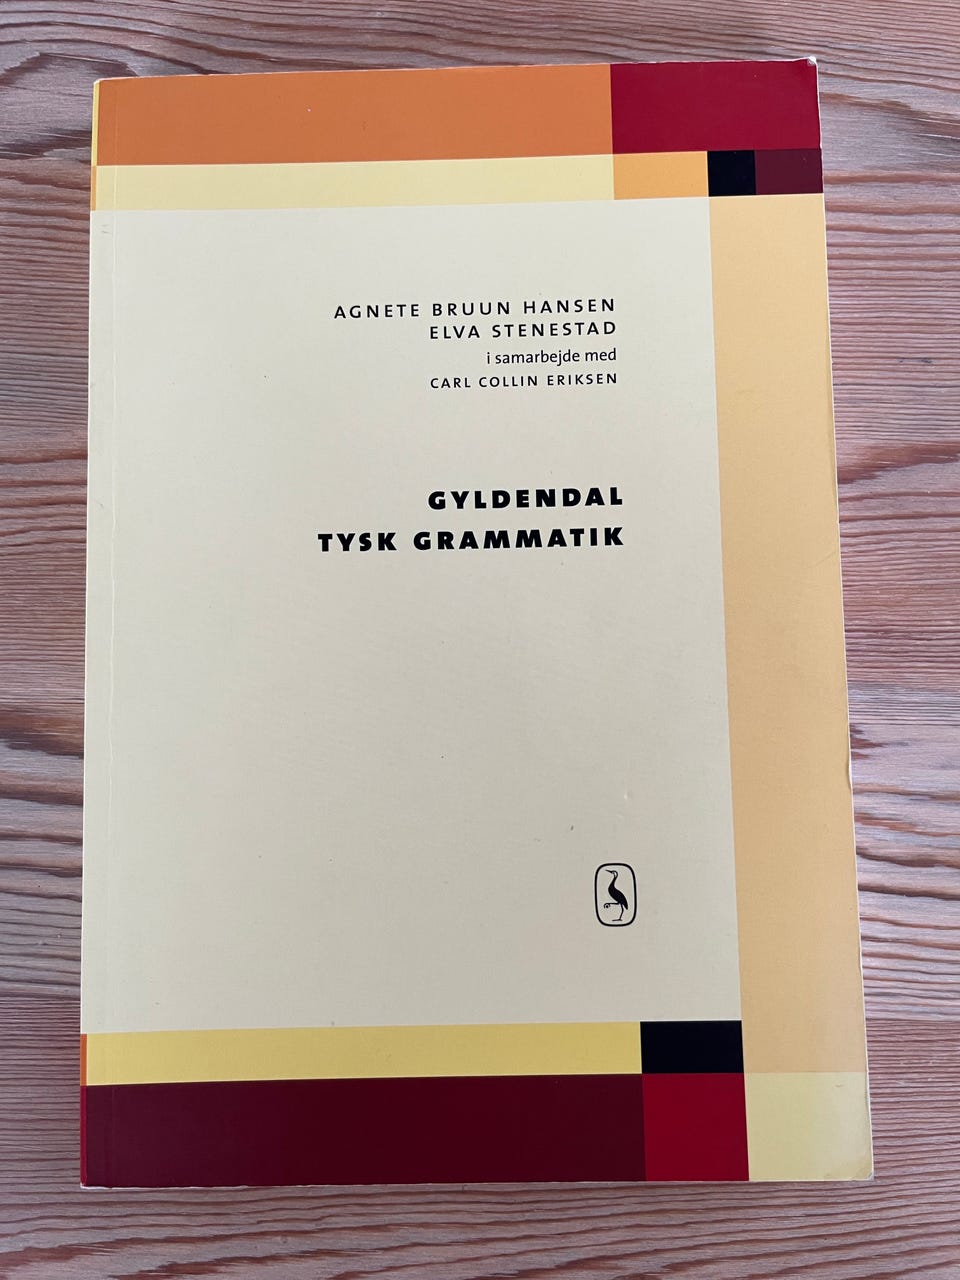 AGNETE BRUUN HANSEN
ELVA STENESTAD
i samarbejde med
CARL COLLIN ERIKSEN
GYLDENDAL
TYSK GRAMMATIK